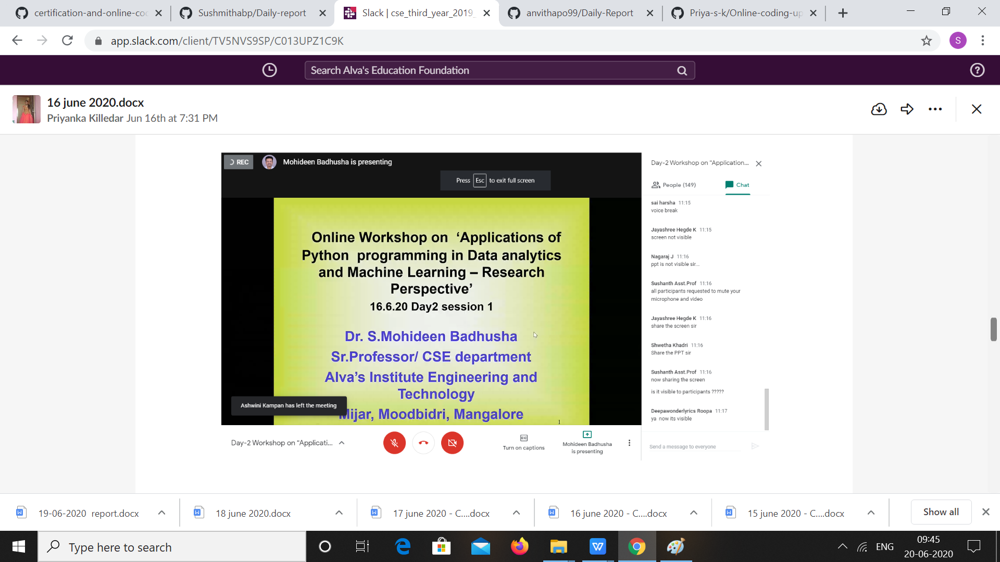 certification-and-online-co
Sushmithabp/Daily-report
Slack | cse_third_year_2019_
anvithapo99/Daily-Report
Priya-s-k/Online-coding-up
app.slack.com/client/TV5NVS9SP/C013UPZ1C9K
S
Search Alva's Education Foundation
16 june 2020.docx
Priyanka Killedar Jun 16th at 7:31 PM
REC
Mohideen Badhusha is presenting
Press Esc to exit full screen
Online Workshop on ‘Applications of
Python programming in Data analytics
and Machine Learning – Research
Perspective’
16.6.20 Day2 session 1
Dr. S.Mohideen Badhusha
Sr.Professor/ CSE department
Alva’s Institute Engineering and
Technology
Mijar, Moodbidri, Mangalore
1
Ashwini Kampan has left the meeting
Day-2 Workshop on “Applicati...
Turn on captions
Mohideen Badhusha
is presenting
Day-2 Workshop on “Application...
People (149)
Chat
sai harsha 11:15
voice break
Jayashree Hegde K 11:15
screen not visible
Nagaraj J 11:16
ppt is not visible sir...
Sushanth Asst.Prof 11:16
all participants requested to mute your
microphone and video
Jayashree Hegde K 11:16
share the screen sir
Shwetha Khadri 11:16
Share the PPT sir
Sushanth Asst.Prof 11:16
now sharing the screen
is it visible to participants ?????
Deepawonderlyrics Roopa 11:17
ya now its visible
Send a message to everyone
19-06-2020 report.docx
18 june 2020.docx
17 june 2020 - C....docx
16 june 2020 - C....docx
15 june 2020 - C....docx
Show all
Type here to search
ENG
09:45
20-06-2020